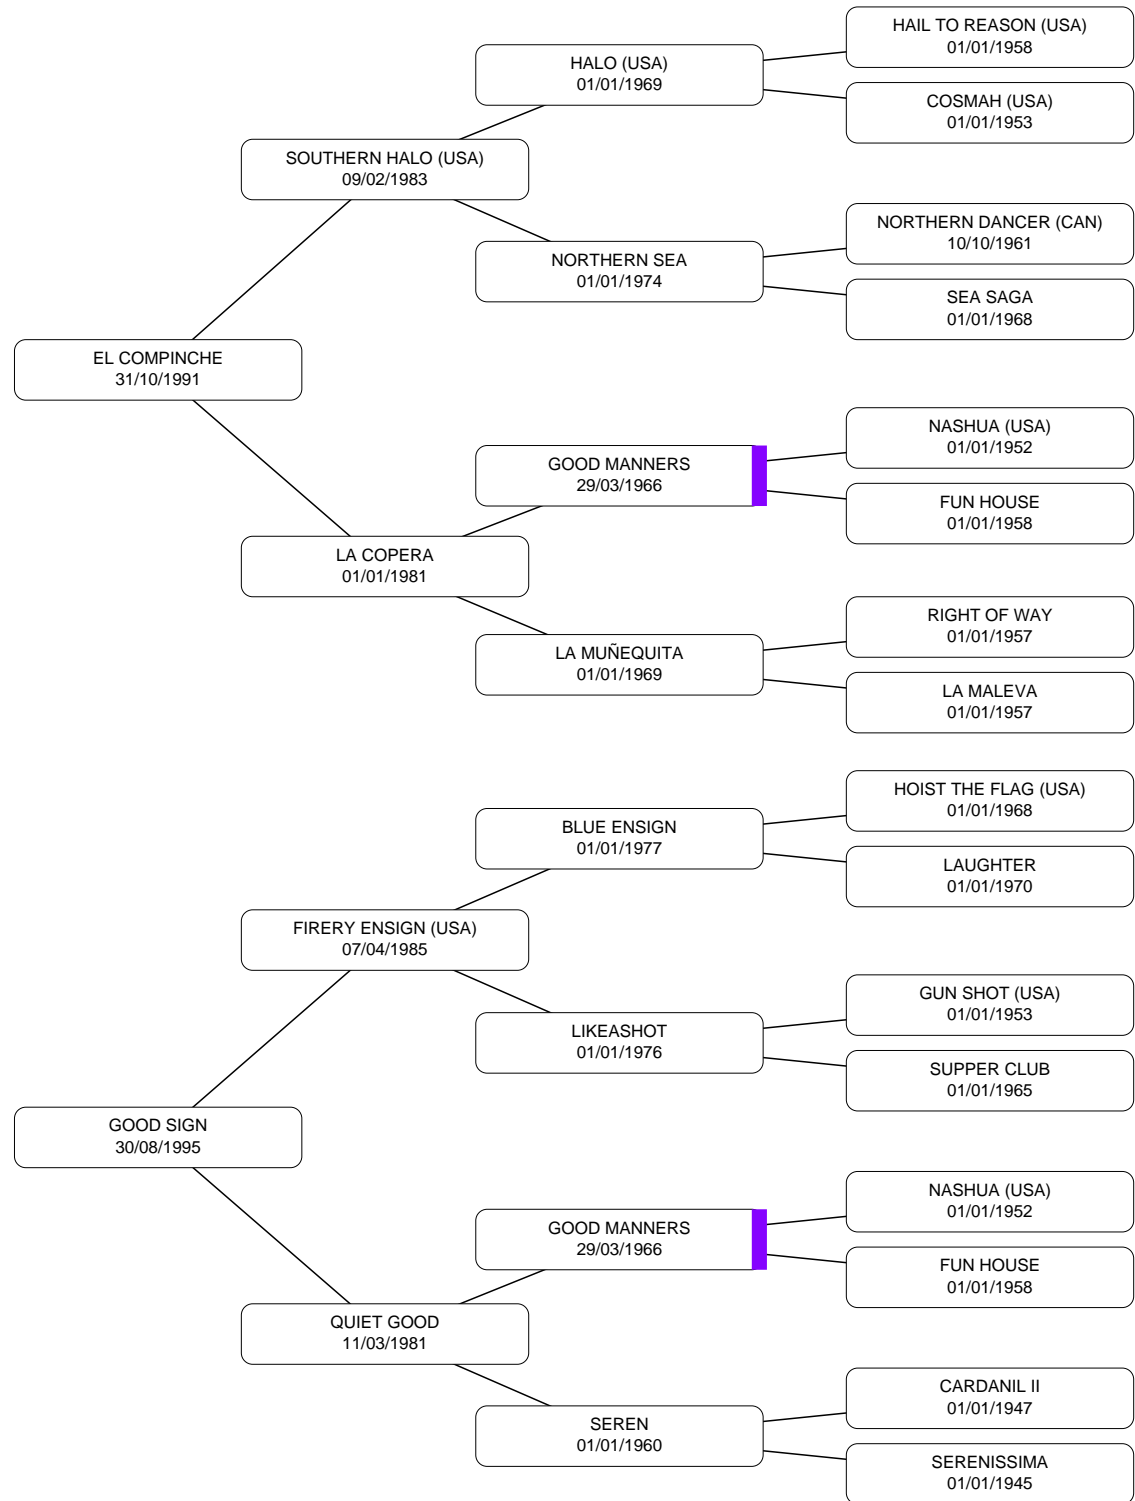 HAIL TO REASON (USA)
01/01/1958
HALO (USA)
01/01/1969
COSMAH (USA)
01/01/1953
SOUTHERN HALO (USA)
09/02/1983
NORTHERN DANCER (CAN)
10/10/1961
NORTHERN SEA
01/01/1974
SEA SAGA
01/01/1968
EL COMPINCHE
31/10/1991
NASHUA (USA)
01/01/1952
GOOD MANNERS
29/03/1966
FUN HOUSE
01/01/1958
LA COPERA
01/01/1981
RIGHT OF WAY
01/01/1957
LA MUÑEQUITA
01/01/1969
LA MALEVA
01/01/1957
HOIST THE FLAG (USA)
01/01/1968
BLUE ENSIGN
01/01/1977
LAUGHTER
01/01/1970
FIRERY ENSIGN (USA)
07/04/1985
GUN SHOT (USA)
01/01/1953
LIKEASHOT
01/01/1976
SUPPER CLUB
01/01/1965
GOOD SIGN
30/08/1995
NASHUA (USA)
01/01/1952
GOOD MANNERS
29/03/1966
FUN HOUSE
01/01/1958
QUIET GOOD
11/03/1981
CARDANIL II
01/01/1947
SEREN
01/01/1960
SERENISSIMA
01/01/1945